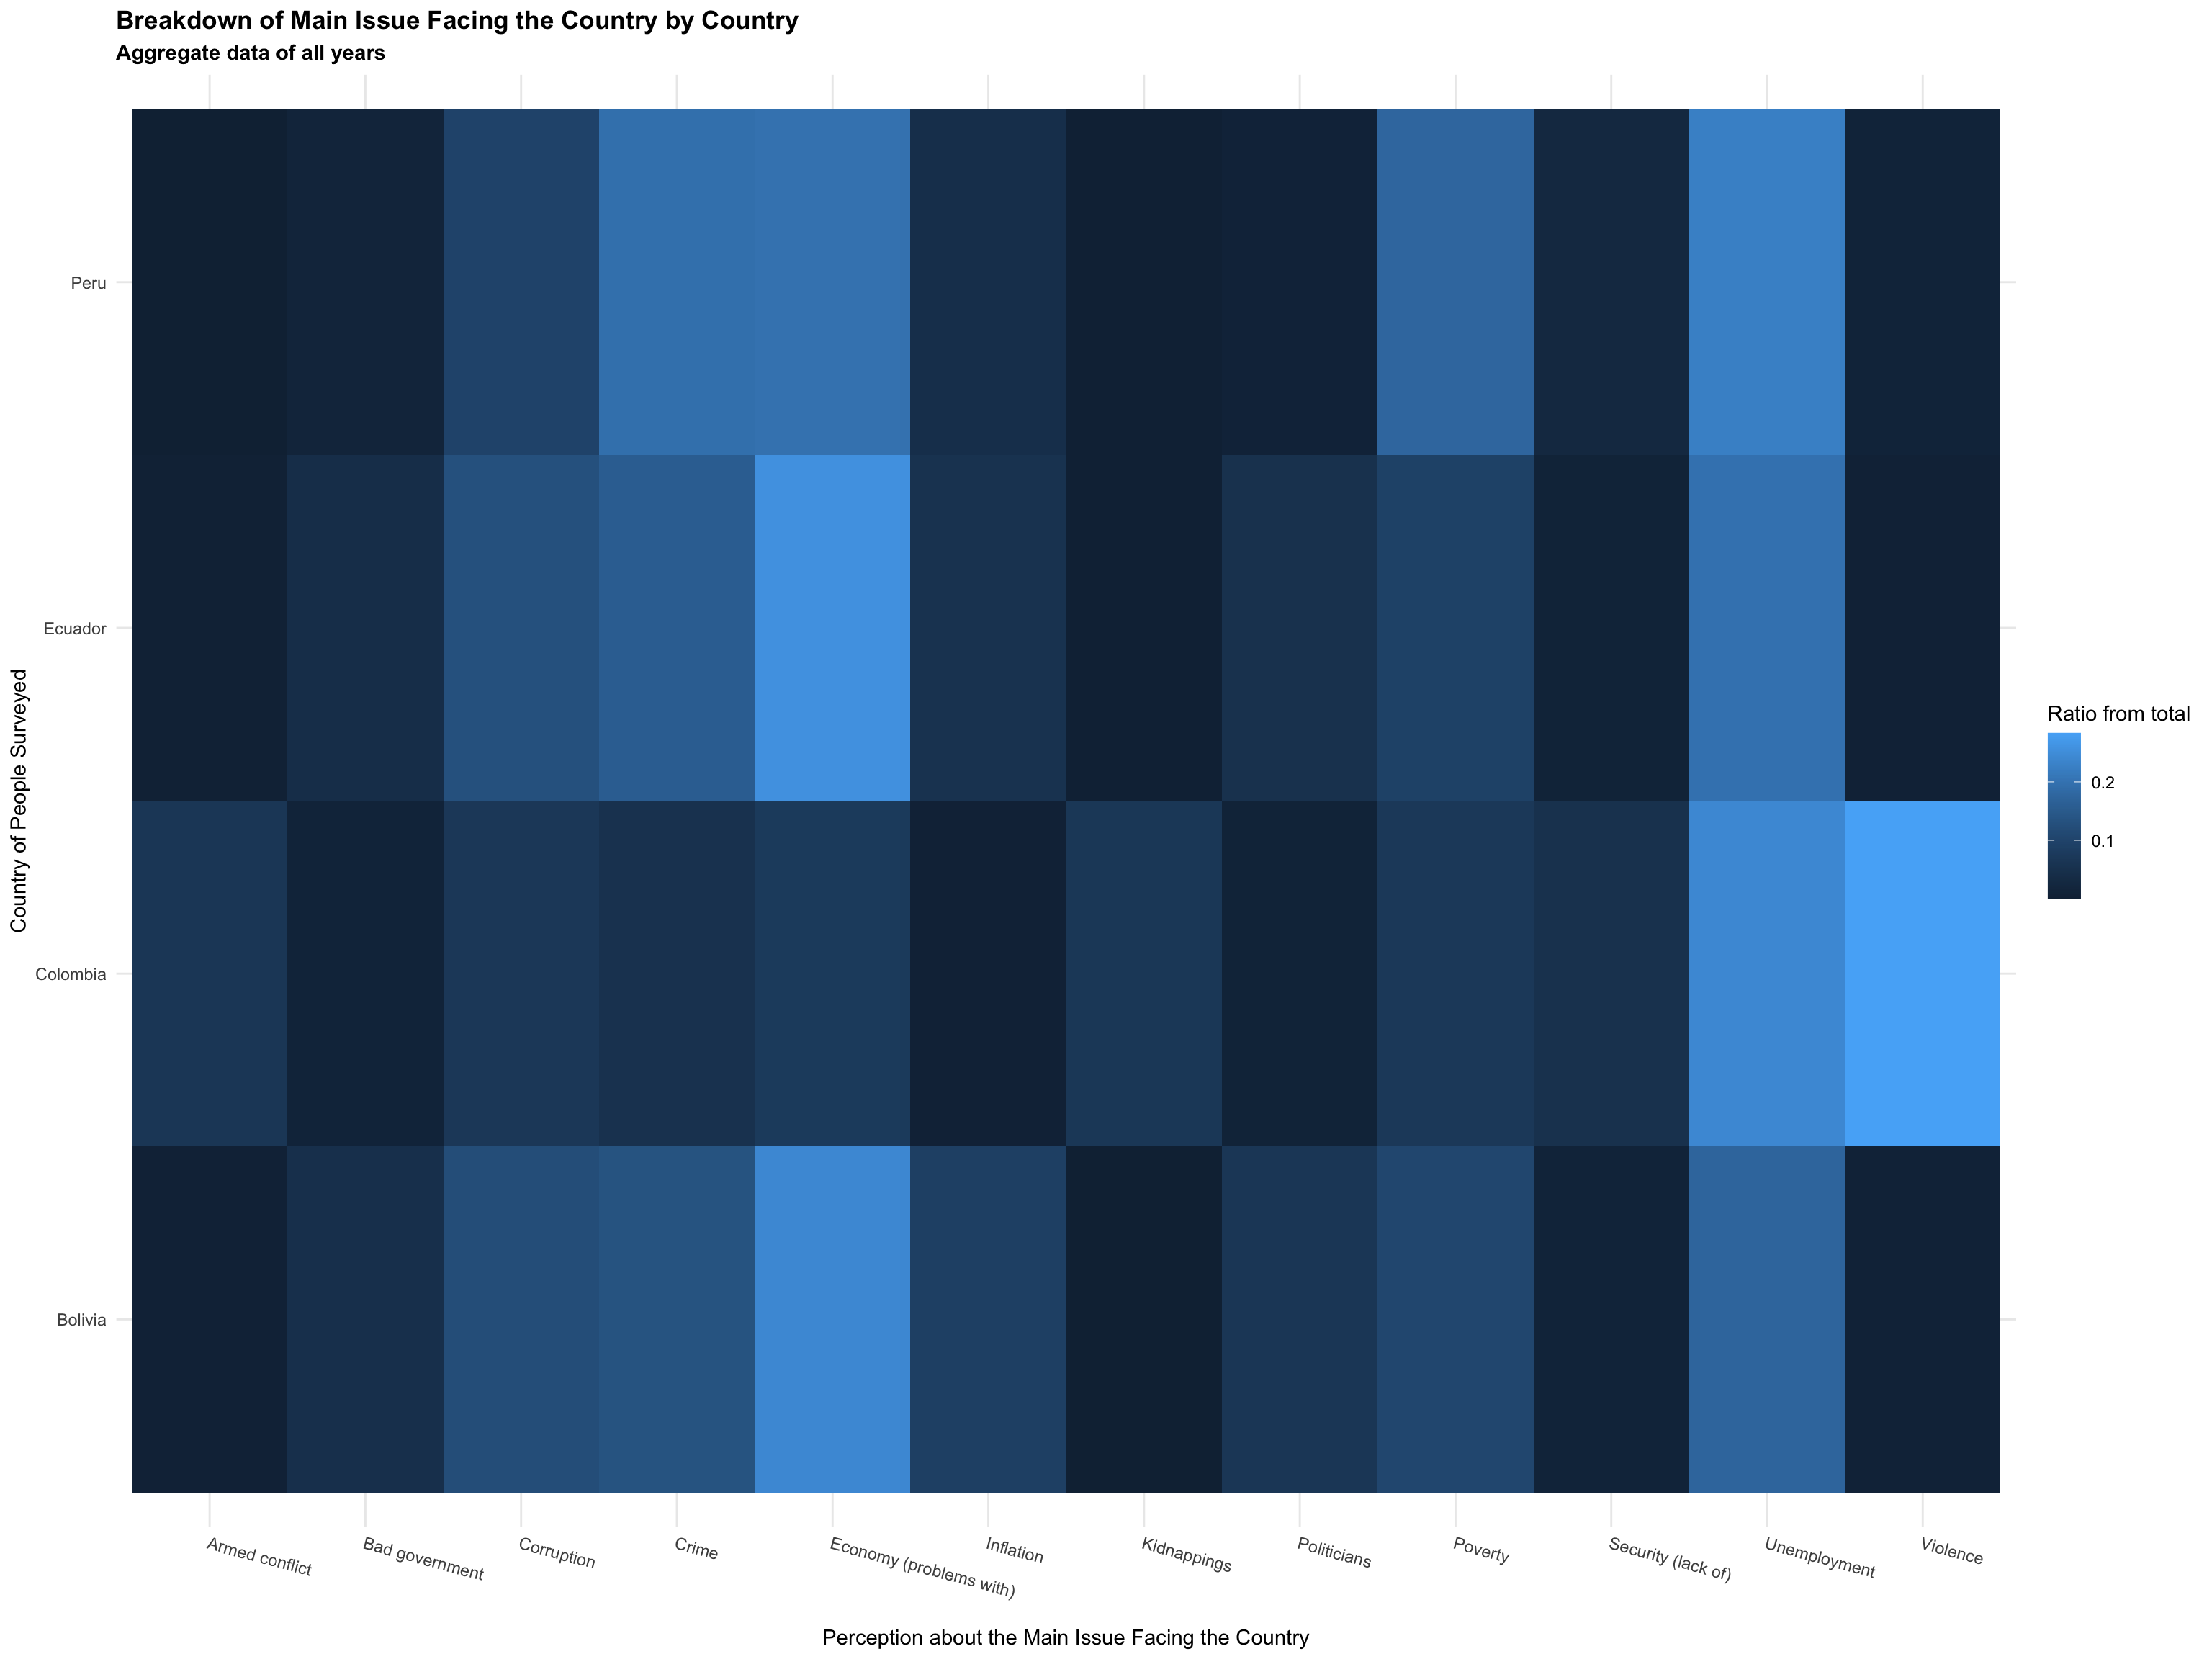 Breakdown of Main Issue Facing the Country by Country
Aggregate data of all years
Country of People Surveyed
Peru
Ecuador
Colombia
Bolivia
Armed conflict
Bad government
Corruption
Crime
Economy (problems with)
Inflation
Kidnappings
Politicians
Poverty
Security (lack of)
Unemployment
Violence
Perception about the Main Issue Facing the Country
Ratio from total
0.2
0.1